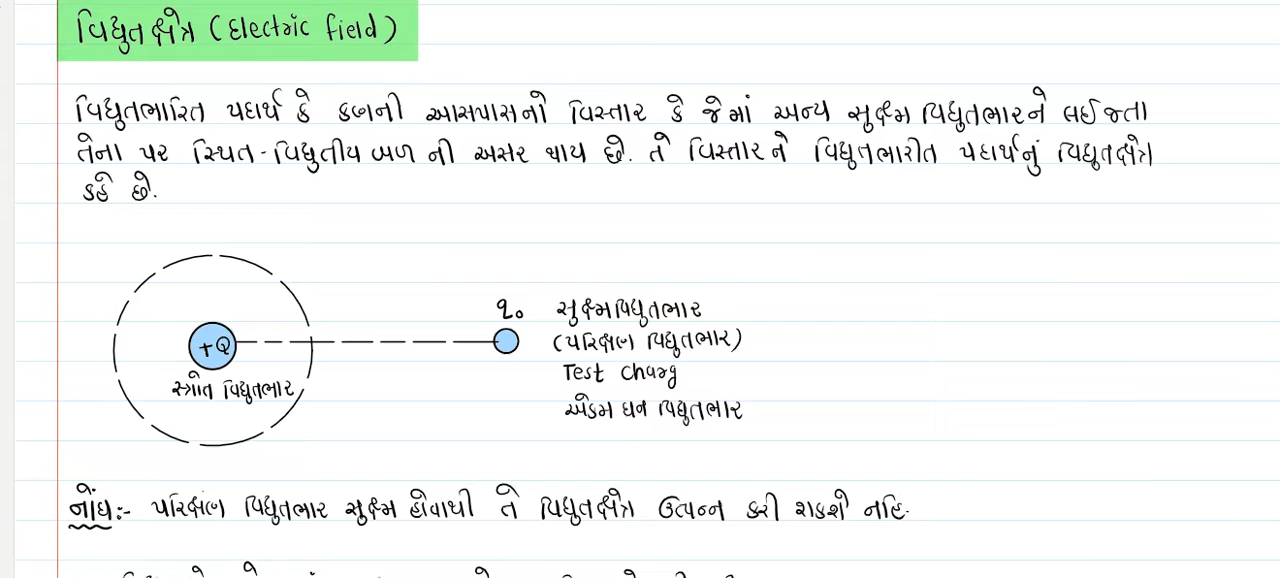 વિદ્યુતક્ષેત્ર (Electric field)
વિદ્યુતભારિત પદાર્થ કે કણની આસપાસનો વિસ્તાર કે જેમાં અન્ય સુક્ષ્મ વિદ્યુતભારને લઈ જતા
તેના પર સ્થિત-વિદ્યુતીય બળ ની અસર થાય છે. તે વિસ્તાર ને વિદ્યુતભારીત પદાર્થનું વિદ્યુતક્ષેત્ર
કહે છે.
q₀ સુક્ષ્મ વિદ્યુતભાર
+Q (પરિક્ષણ વિદ્યુતભાર)
સ્ત્રોત વિદ્યુતભાર Test Charg
એકમ ધન વિદ્યુતભાર
નોંધ:- પરિક્ષણ વિદ્યુતભાર સુક્ષ્મ હોવાથી તે વિદ્યુતક્ષેત્ર ઉત્પન્ન કરી શકશે નહિ.